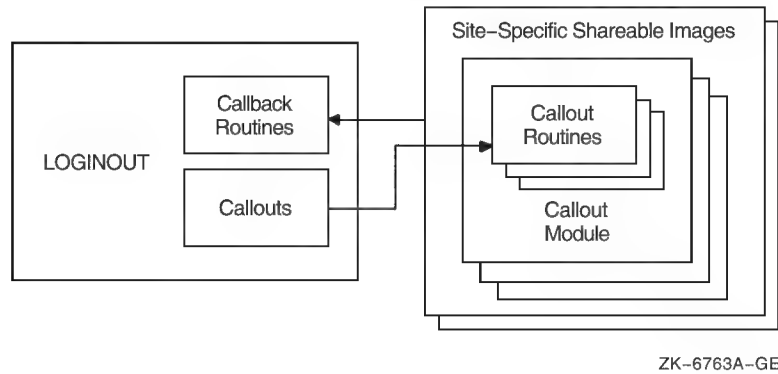 Site–Specific Shareable Images
Callback
Routines
Callout
Routines
LOGINOUT
Callouts
Callout
Module
ZK–6763A–GE